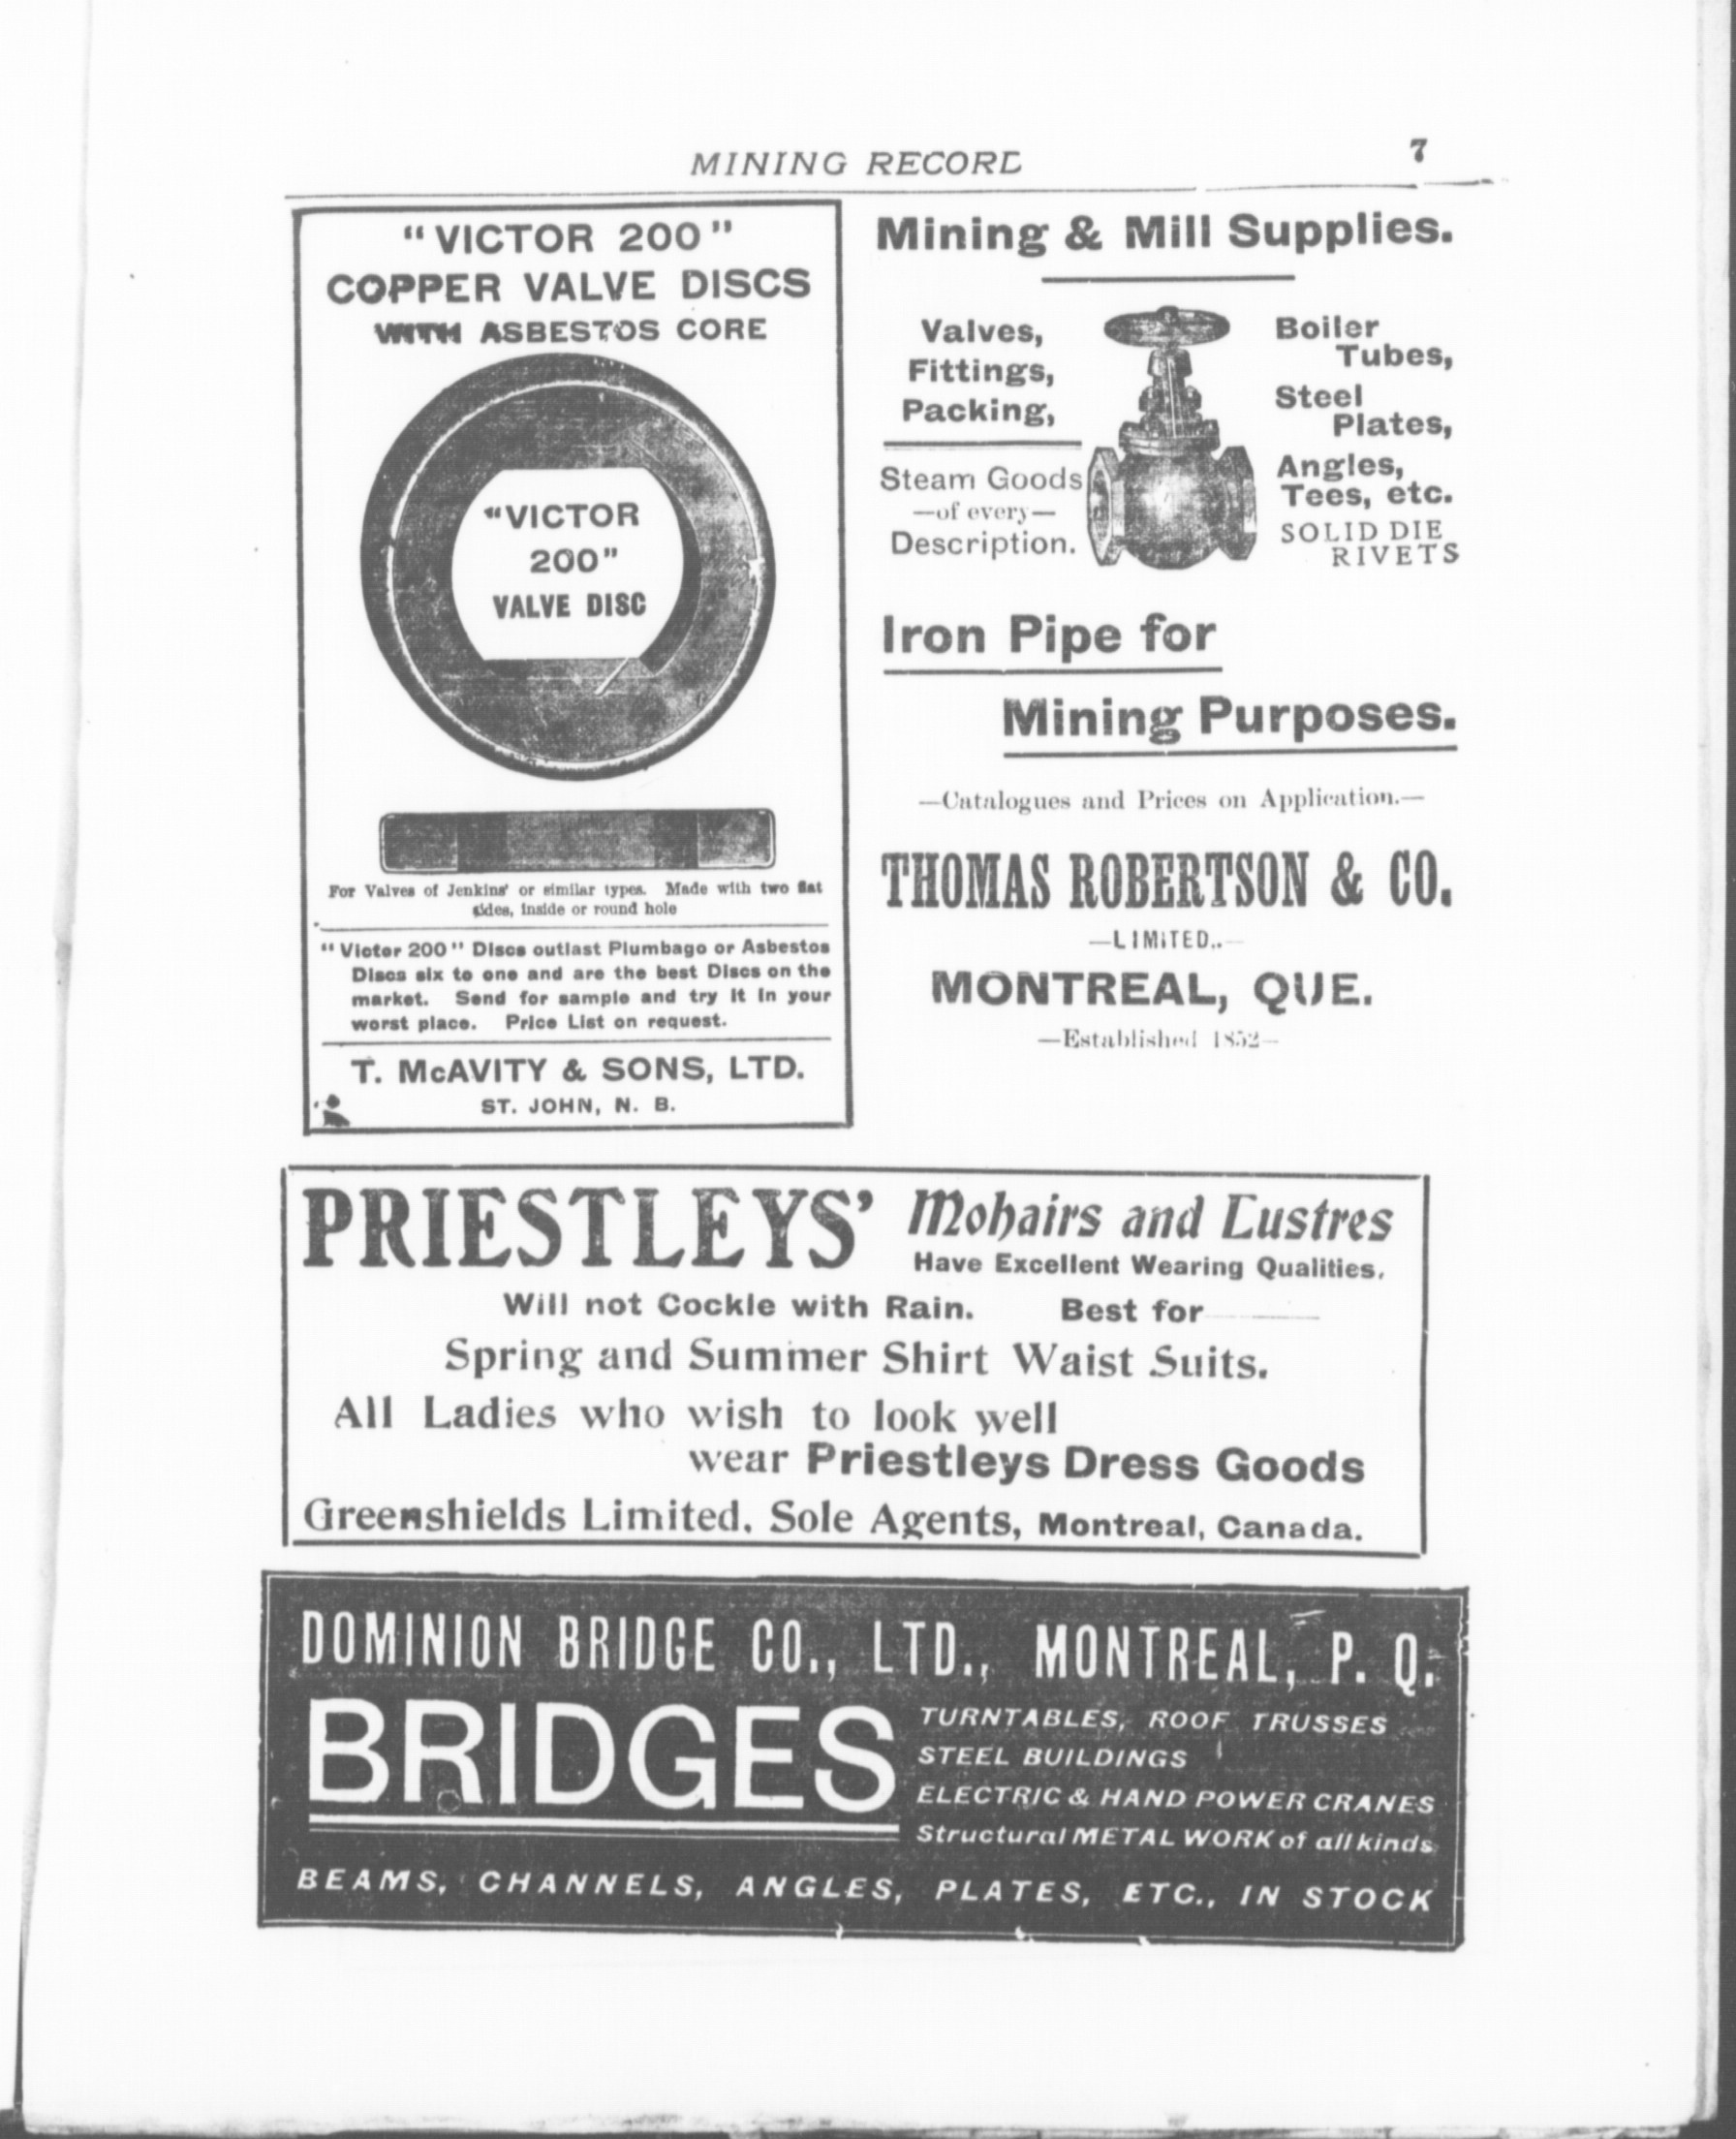 MINING RECORD
7
"VICTOR 200"
COPPER VALVE DISCS
WITH ASBESTOS CORE
"VICTOR
200"
VALVE DISC
For Valves of Jenkins' or similar types. Made with two flat
sides, inside or round hole
"Victor 200" Discs outlast Plumbago or Asbestos
Discs six to one and are the best Discs on the
market. Send for sample and try it in your
worst place. Price List on request.
T. McAVITY & SONS, LTD.
ST. JOHN, N. B.
Mining & Mill Supplies.
Valves,
Fittings,
Packing,
Steam Goods
—of every—
Description.
Boiler
Tubes,
Steel
Plates,
Angles,
Tees, etc.
SOLID DIE
RIVETS
Iron Pipe for
Mining Purposes.
—Catalogues and Prices on Application.—
THOMAS ROBERTSON & CO.
—LIMITED..—
MONTREAL, QUE.
—Established 1852—
PRIESTLEYS' Mohairs and Lustres
Have Excellent Wearing Qualities.
Will not Cockle with Rain. Best for
Spring and Summer Shirt Waist Suits.
All Ladies who wish to look well
wear Priestleys Dress Goods
Greenshields Limited, Sole Agents, Montreal, Canada.
DOMINION BRIDGE CO., LTD., MONTREAL, P. Q.
BRIDGES
TURNTABLES, ROOF TRUSSES
STEEL BUILDINGS
ELECTRIC & HAND POWER CRANES
Structural METAL WORK of all kinds
BEAMS, CHANNELS, ANGLES, PLATES, ETC., IN STOCK